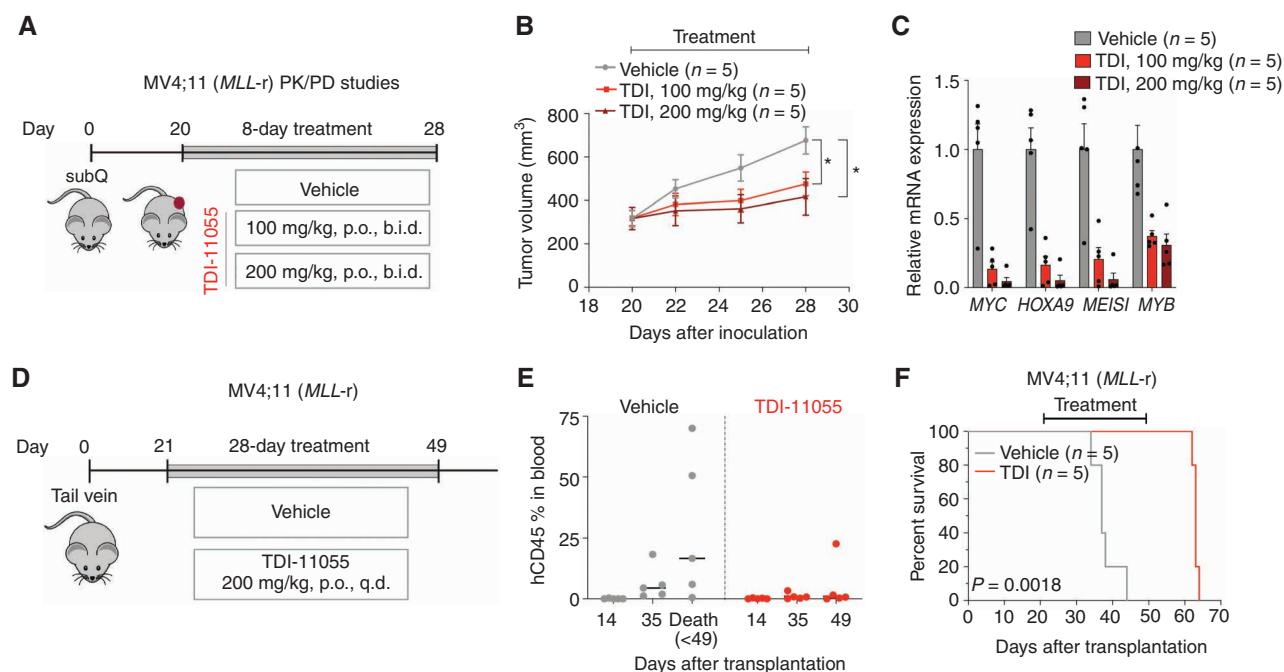 A
MV4;11 (MLL-r) PK/PD studies
Day 0 20 8-day treatment 28
subQ
Vehicle
TDI-11055
100 mg/kg, p.o., b.i.d.
200 mg/kg, p.o., b.i.d.
B
Treatment
Vehicle (n = 5)
TDI, 100 mg/kg (n = 5)
TDI, 200 mg/kg (n = 5)
Tumor volume (mm3)
800
600
400
200
0
* *
18 20 22 24 26 28 30
Days after inoculation
C
Vehicle (n = 5)
TDI, 100 mg/kg (n = 5)
TDI, 200 mg/kg (n = 5)
Relative mRNA expression
1.5
1.0
0.5
0.0
MYC HOXA9 MEISI MYB
D
MV4;11 (MLL-r)
Day 0 21 28-day treatment 49
Tail vein
Vehicle
TDI-11055
200 mg/kg, p.o., q.d.
E
Vehicle TDI-11055
hCD45 % in blood
75
50
25
0
14 35 Death 14 35 49
(<49)
Days after transplantation
F
MV4;11 (MLL-r)
Treatment
Vehicle (n = 5)
TDI (n = 5)
Percent survival
100
80
60
40
20
0
P = 0.0018
0 10 20 30 40 50 60 70
Days after transplantation